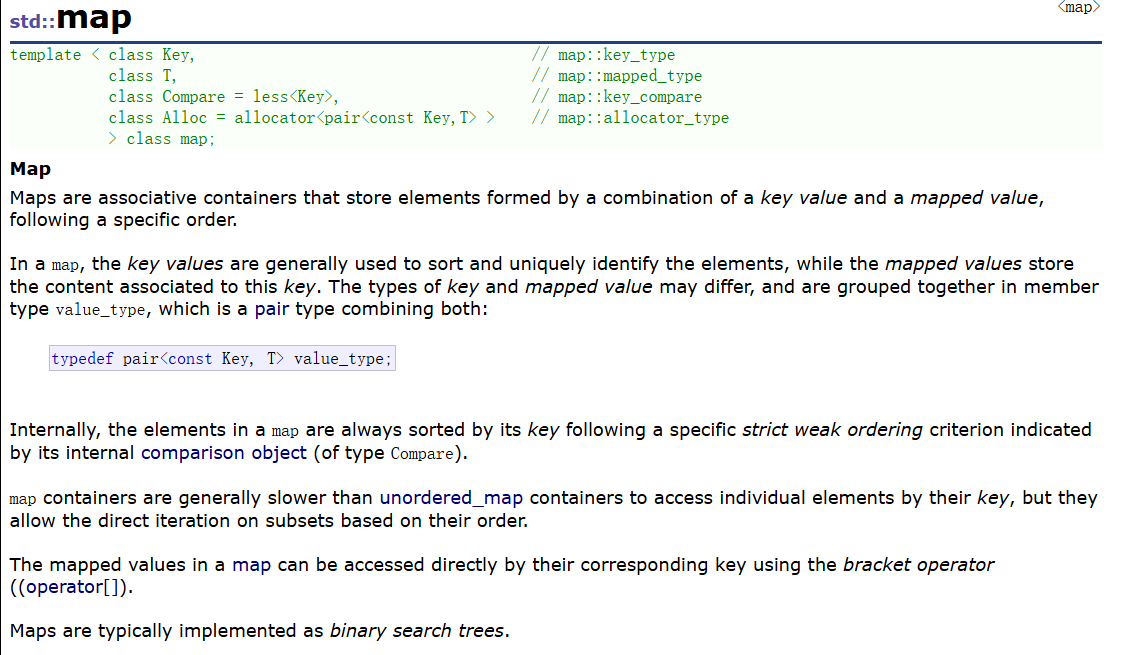 std::map
<map>
template < class Key,                                     // map::key_type
           class T,                                       // map::mapped_type
           class Compare = less<Key>,                     // map::key_compare
           class Alloc = allocator<pair<const Key,T> >    // map::allocator_type
           > class map;
Map
Maps are associative containers that store elements formed by a combination of a key value and a mapped value,
following a specific order.
In a map, the key values are generally used to sort and uniquely identify the elements, while the mapped values store
the content associated to this key. The types of key and mapped value may differ, and are grouped together in member
type value_type, which is a pair type combining both:
typedef pair<const Key, T> value_type;
Internally, the elements in a map are always sorted by its key following a specific strict weak ordering criterion indicated
by its internal comparison object (of type Compare).
map containers are generally slower than unordered_map containers to access individual elements by their key, but they
allow the direct iteration on subsets based on their order.
The mapped values in a map can be accessed directly by their corresponding key using the bracket operator
((operator[]).
Maps are typically implemented as binary search trees.